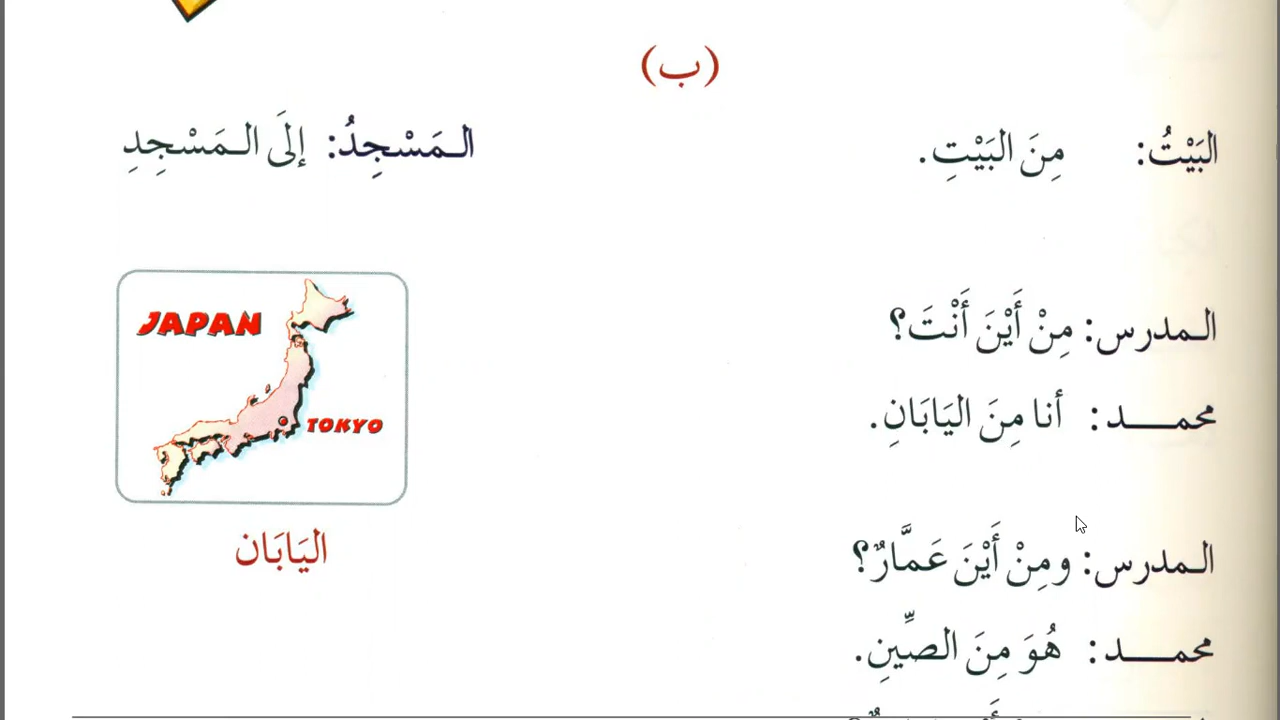 (ب)
البَيْتُ: مِنَ البَيْتِ. المَسْجِدُ: إلَى المَسْجِدِ
المدرس: مِنْ أَيْنَ أَنْتَ؟
محمد: أنا مِنَ اليَابَانِ.
JAPAN
TOKYO
اليَابَان
المدرس: ومِنْ أَيْنَ عَمَّارٌ؟
محمد: هُوَ مِنَ الصِّينِ.